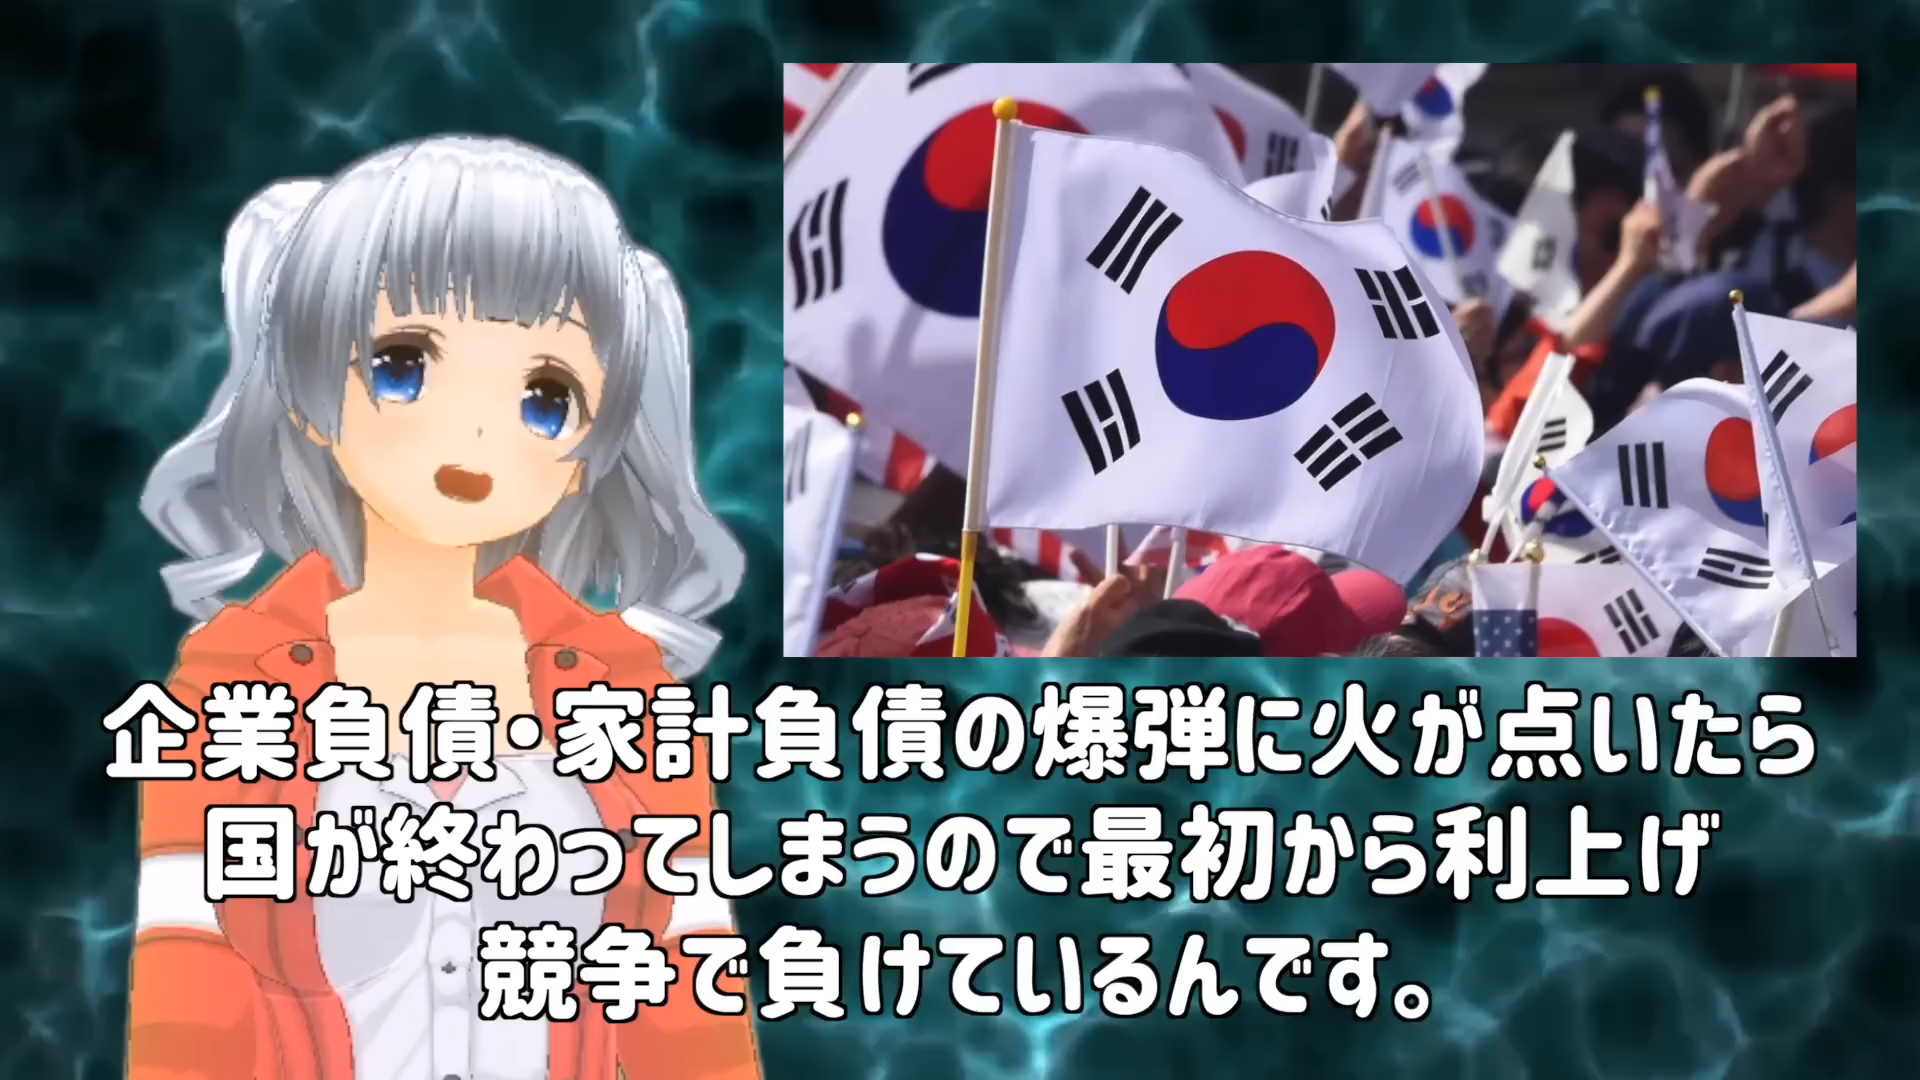 企業負債・家計負債の爆弾に火が点いたら
国が終わってしまうので最初から利上げ
競争で負けているんです。